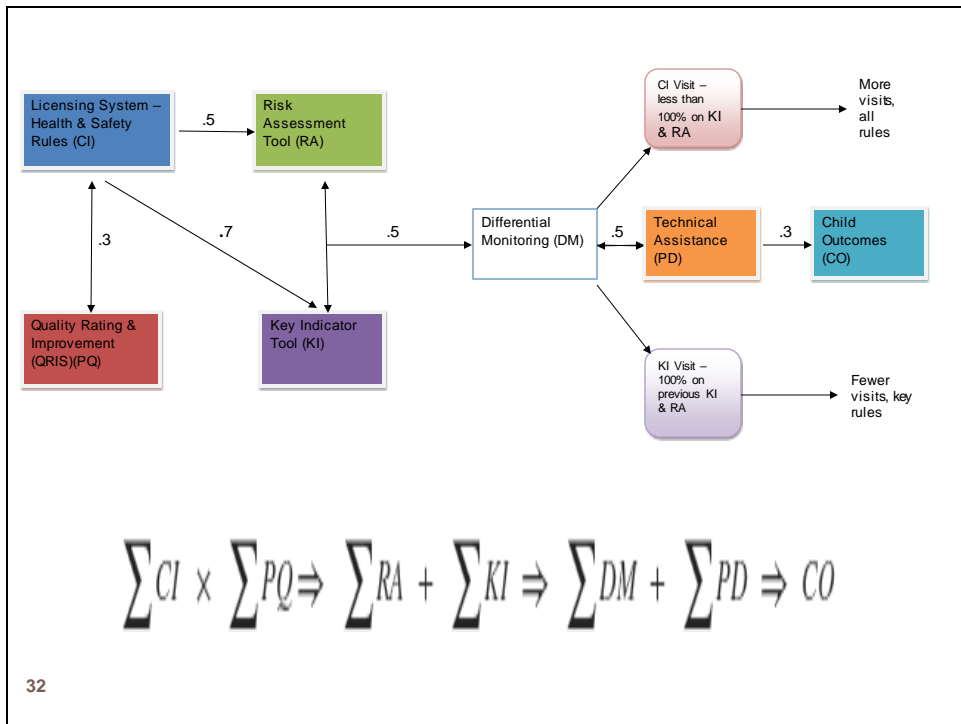 Licensing System –
Health & Safety
Rules (CI)
.5
Risk
Assessment
Tool (RA)
CI Visit –
less than
100% on KI
& RA
More
visits,
all
rules
.3
.7
.5
Differential
Monitoring (DM)
.5
Technical
Assistance
(PD)
.3
Child
Outcomes
(CO)
Quality Rating &
Improvement
(QRIS)(PQ)
Key Indicator
Tool (KI)
KI Visit –
100% on
previous KI
& RA
Fewer
visits, key
rules
∑CI × ∑PQ⇒ ∑RA + ∑KI ⇒ ∑DM + ∑PD ⇒ CO
32